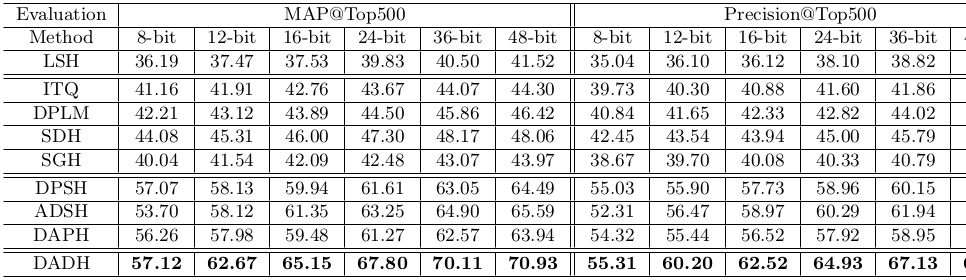 Evaluation MAP@Top500 Precision@Top500
Method 8-bit 12-bit 16-bit 24-bit 36-bit 48-bit 8-bit 12-bit 16-bit 24-bit 36-bit
LSH 36.19 37.47 37.53 39.83 40.50 41.52 35.04 36.10 36.12 38.10 38.82
ITQ 41.16 41.91 42.76 43.67 44.07 44.30 39.73 40.30 40.88 41.60 41.86
DPLM 42.21 43.12 43.89 44.50 45.86 46.42 40.84 41.65 42.33 42.82 44.02
SDH 44.08 45.31 46.00 47.30 48.17 48.06 42.45 43.54 43.94 45.00 45.79
SGH 40.04 41.54 42.09 42.48 43.07 43.97 38.67 39.70 40.08 40.33 40.79
DPSH 57.07 58.13 59.94 61.61 63.05 64.49 55.03 55.90 57.73 58.96 60.15
ADSH 53.70 58.12 61.35 63.25 64.90 65.59 52.31 56.47 58.97 60.29 61.94
DAPH 56.26 57.98 59.48 61.27 62.57 63.94 54.32 55.44 56.52 57.92 58.95
DADH 57.12 62.67 65.15 67.80 70.11 70.93 55.31 60.20 62.52 64.93 67.13